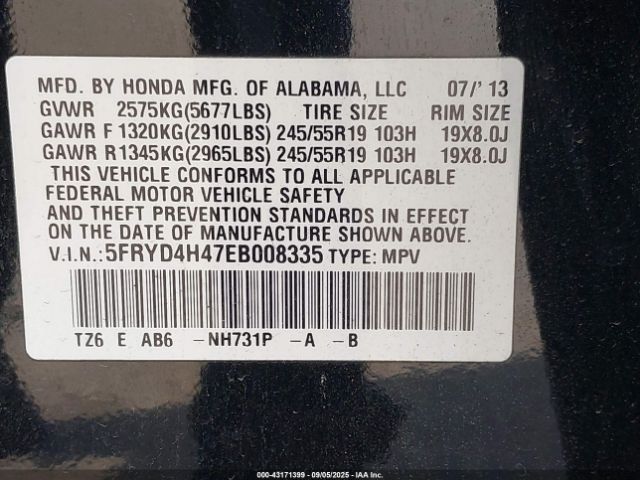 MFD. BY HONDA MFG. OF ALABAMA, LLC 07/' 13
GVWR 2575KG(5677LBS) TIRE SIZE RIM SIZE
GAWR F 1320KG(2910LBS) 245/55R19 103H 19X8.0J
GAWR R1345KG(2965LBS) 245/55R19 103H 19X8.0J
THIS VEHICLE CONFORMS TO ALL APPLICABLE
FEDERAL MOTOR VEHICLE SAFETY
AND THEFT PREVENTION STANDARDS IN EFFECT
ON THE DATE OF MANUFACTURE SHOWN ABOVE.
V.I.N.: 5FRYD4H47EB008335 TYPE: MPV
TZ6 E AB6 -NH731P -A -B
000-43171399 - 09/05/2025 - IAA Inc.